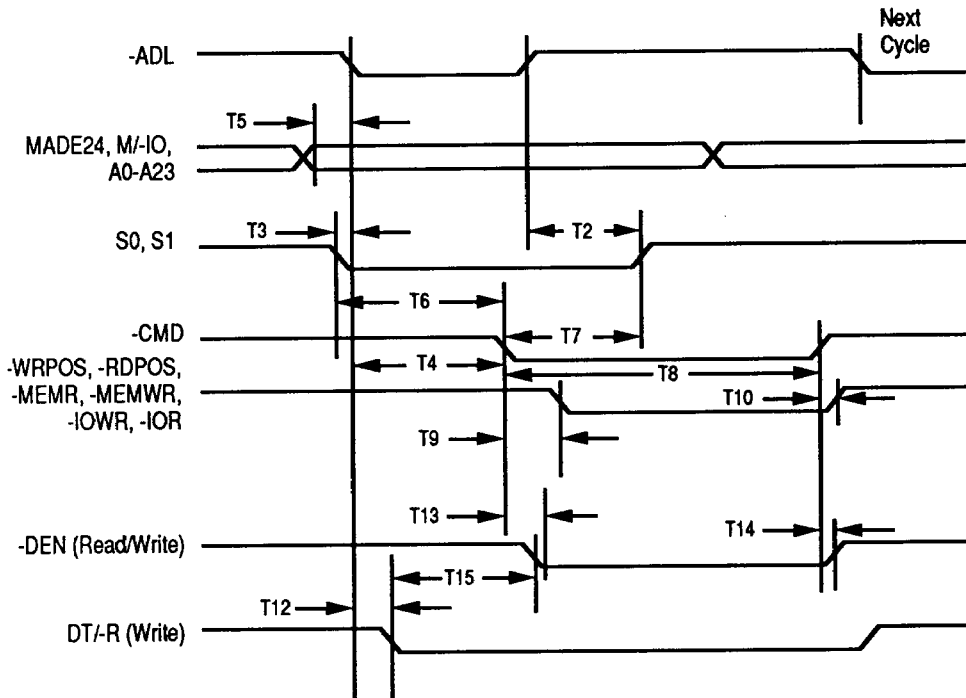 Next
Cycle
-ADL
T5
MADE24, M/-IO,
A0-A23
T3
T2
S0, S1
T6
-CMD
T7
T4
-WRPOS, -RDPOS,
-MEMR, -MEMWR,
-IOWR, -IOR
T8
T10
T9
T13
T14
-DEN (Read/Write)
T15
T12
DT/-R (Write)